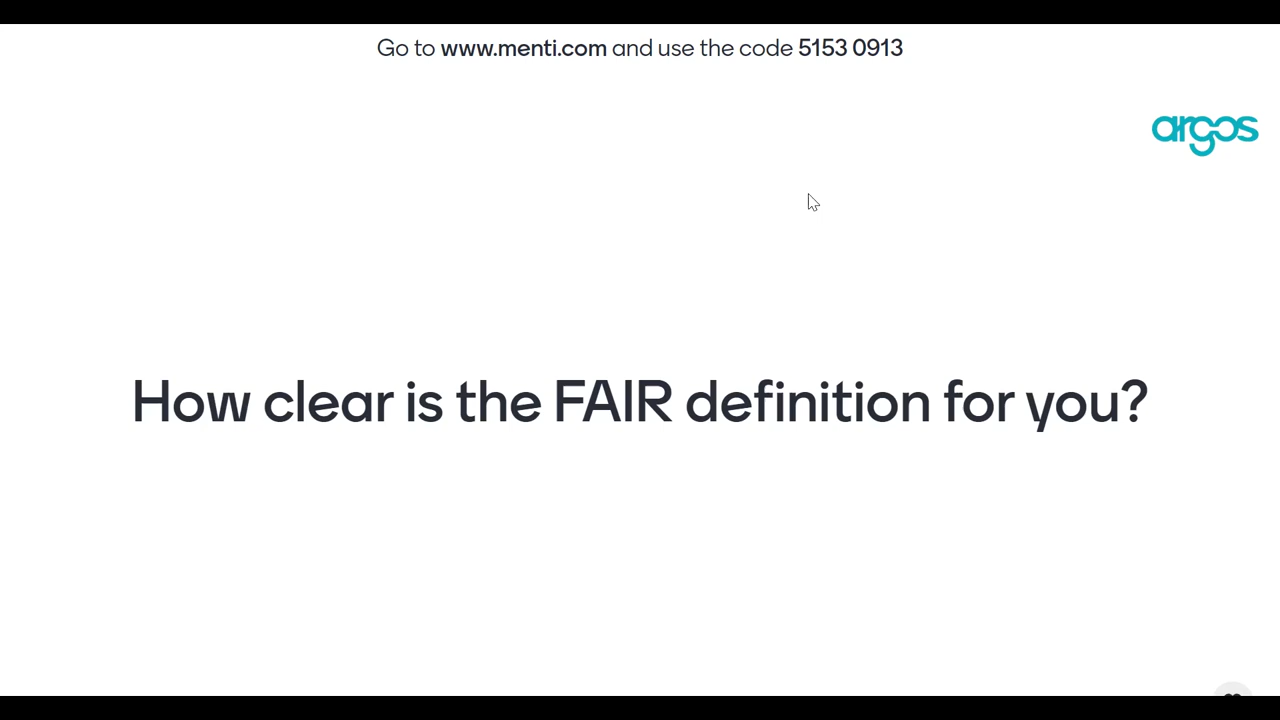 Go to www.menti.com and use the code 5153 0913
argos
How clear is the FAIR definition for you?